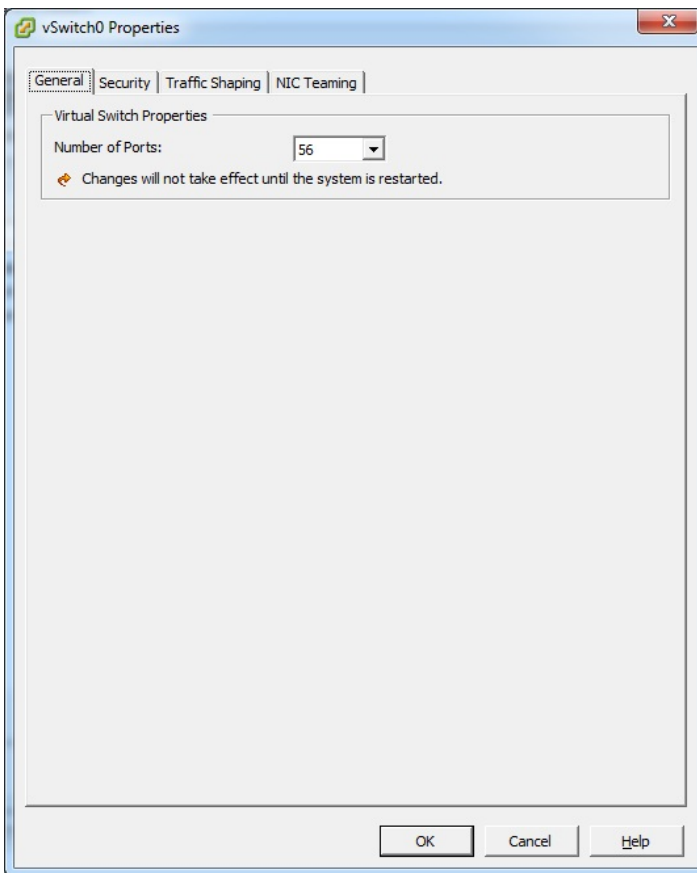 vSwitch0 Properties
General Security Traffic Shaping NIC Teaming
Virtual Switch Properties
Number of Ports: 56
Changes will not take effect until the system is restarted.
OK Cancel Help